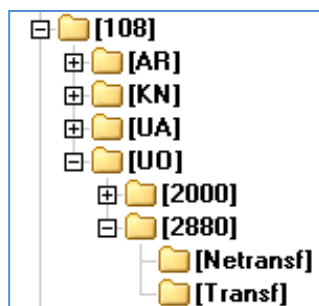 [108]
[AR]
[KN]
[UA]
[UO]
[2000]
[2880]
[Netransf]
[Transf]